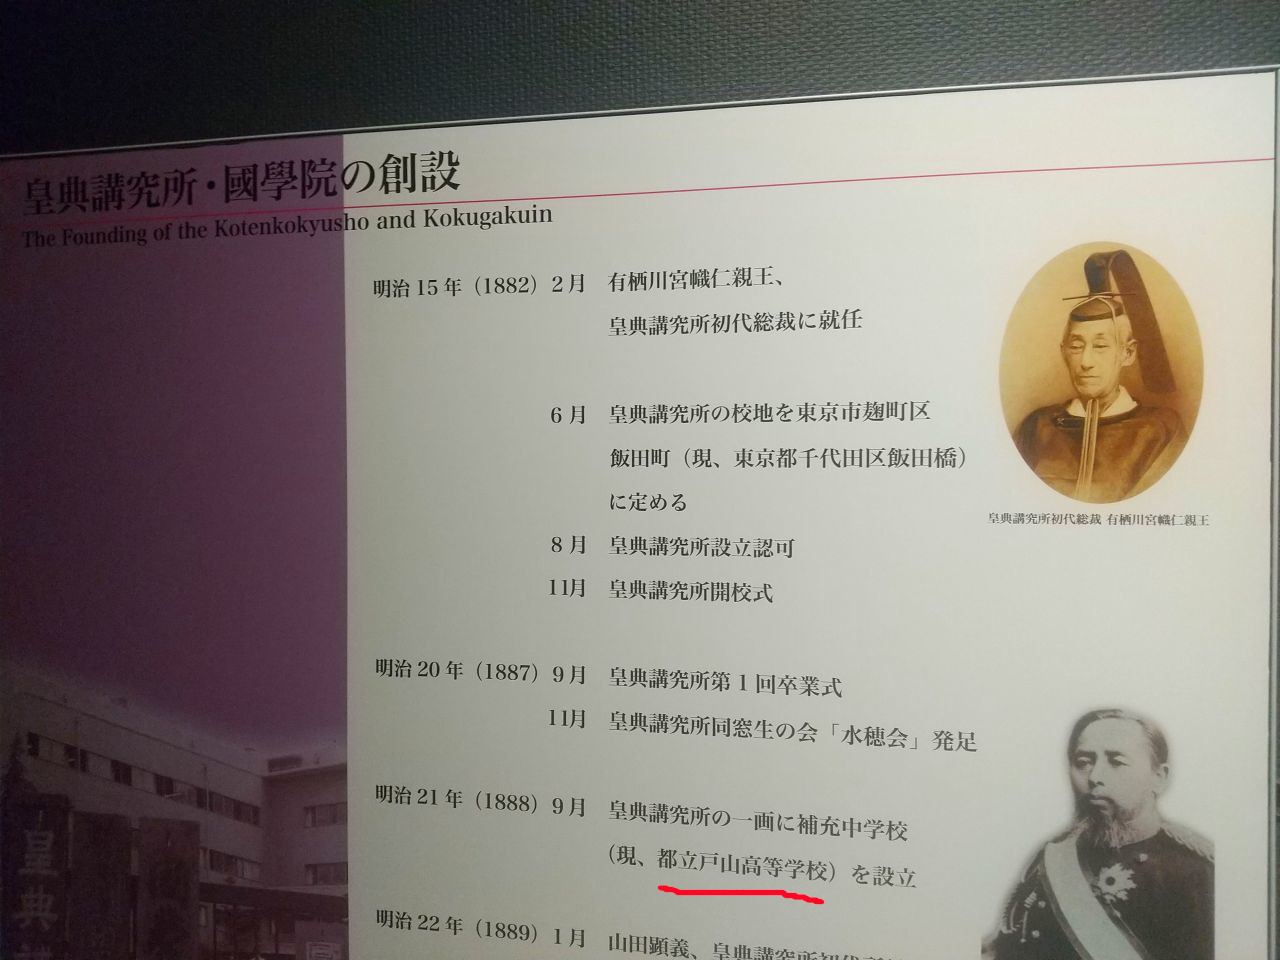 皇典講究所・國學院の創設
The Founding of the Kotenkokyusho and Kokugakuin
明治15年（1882）2月 有栖川宮幟仁親王、
皇典講究所初代総裁に就任
6月 皇典講究所の校地を東京市麹町区
飯田町（現、東京都千代田区飯田橋）
に定める
8月 皇典講究所設立認可
11月 皇典講究所開校式
皇典講究所初代総裁 有栖川宮幟仁親王
明治20年（1887）9月 皇典講究所第1回卒業式
11月 皇典講究所同窓生の会「水穂会」発足
明治21年（1888）9月 皇典講究所の一画に補充中学校
（現、都立戸山高等学校）を設立
明治22年（1889）1月 山田顕義、皇典講究所初代所
皇典